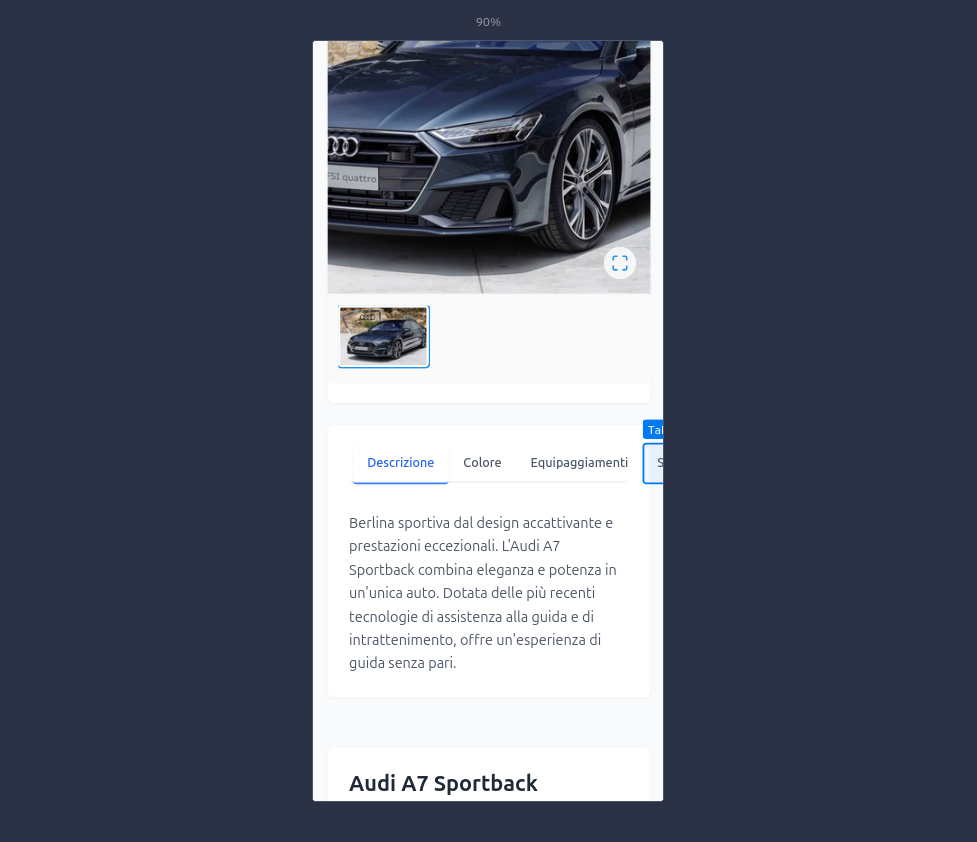 90%
FSI quattro
Descrizione Colore Equipaggiamenti
Berlina sportiva dal design accattivante e
prestazioni eccezionali. L'Audi A7
Sportback combina eleganza e potenza in
un'unica auto. Dotata delle più recenti
tecnologie di assistenza alla guida e di
intrattenimento, offre un'esperienza di
guida senza pari.
Audi A7 Sportback